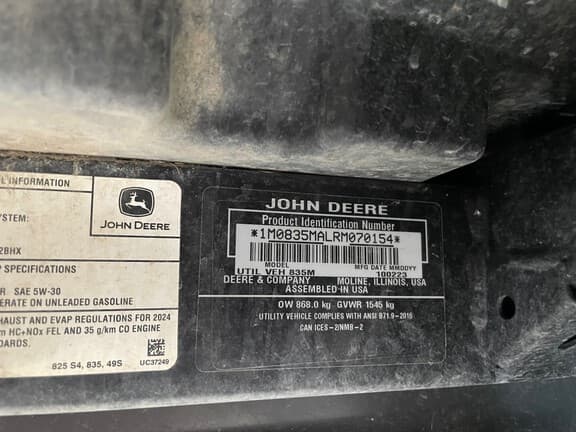 L INFORMATION
JOHN DEERE
YSTEM:
2BHX
P SPECIFICATIONS
R SAE 5W-30
ERATE ON UNLEADED GASOLINE
HAUST AND EVAP REGULATIONS FOR 2024
m HC+NOx FEL AND 35 g/km CO ENGINE
DARDS.
825 S4, 835, 49S
UC37249
JOHN DEERE
Product Identification Number
*1M0835MALRM070154*
MODEL
MFG DATE MMDDYY
UTIL VEH 835M
100223
DEERE & COMPANY
MOLINE, ILLINOIS, USA
ASSEMBLED IN USA
OW 868.0 kg GVWR 1545 kg
UTILITY VEHICLE COMPLIES WITH ANSI B71.9-2016
CAN ICES-2/NMB-2